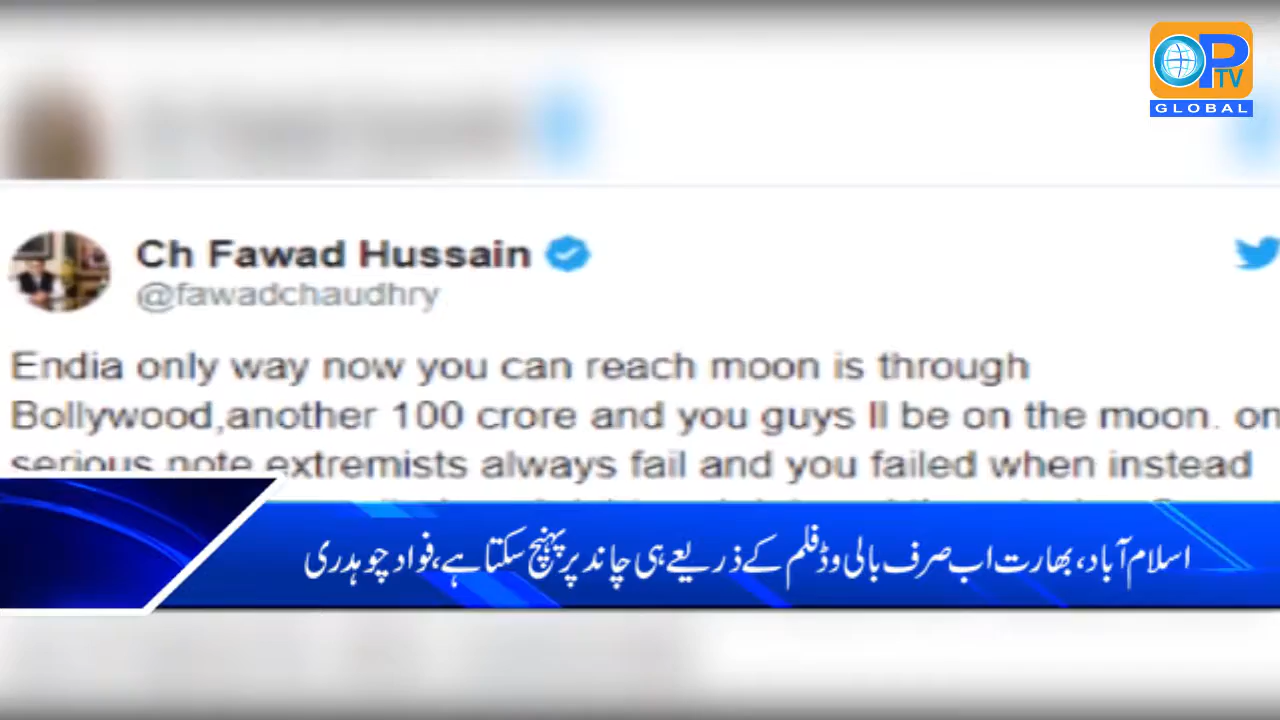 OPTV
GLOBAL
Ch Fawad Hussain
@fawadchaudhry
Endia only way now you can reach moon is through
Bollywood,another 100 crore and you guys ll be on the moon. on
serious note extremists always fail and you failed when instead
اسلام آباد، بھارت اب صرف بالی وڈ فلم کے ذریعے ہی چاند پر پہنچ سکتا ہے، فواد چوہدری